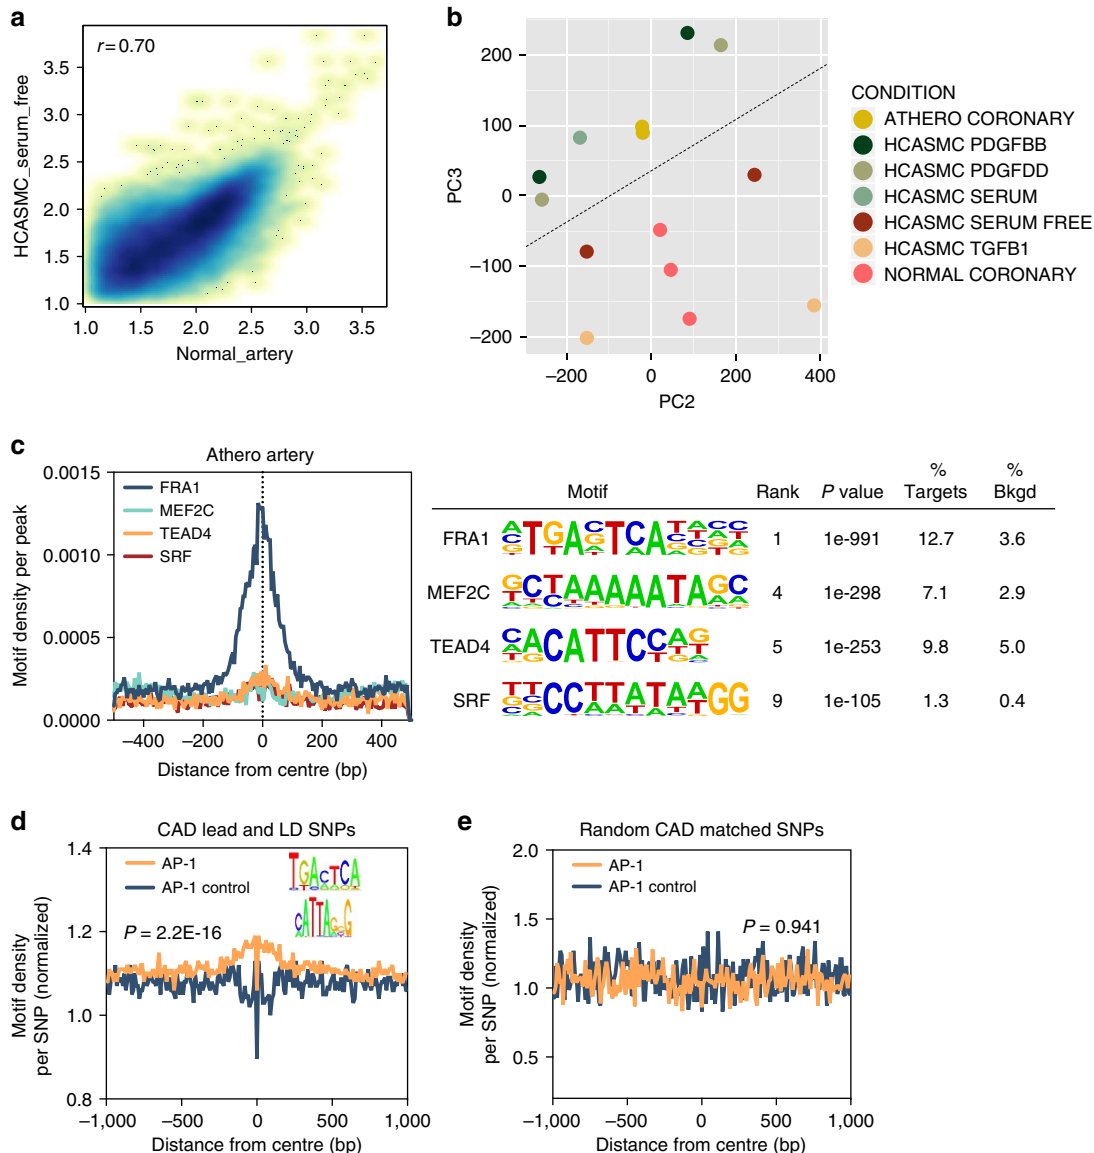 a
r = 0.70
HCASMC_serum_free
3.5
3.0
2.5
2.0
1.5
1.0
1.0 1.5 2.0 2.5 3.0 3.5
Normal_artery
b
PC3
200
100
0
−100
−200
−200 0 200 400
PC2
CONDITION
ATHERO CORONARY
HCASMC PDGFBB
HCASMC PDGFDD
HCASMC SERUM
HCASMC SERUM FREE
HCASMC TGFB1
NORMAL CORONARY
c
Athero artery
Motif density per peak
0.0015
0.0010
0.0005
0.0000
FRA1
MEF2C
TEAD4
SRF
−400 −200 0 200 400
Distance from centre (bp)
Motif Rank P value % Targets % Bkgd
FRA1 1 1e-991 12.7 3.6
MEF2C 4 1e-298 7.1 2.9
TEAD4 5 1e-253 9.8 5.0
SRF 9 1e-105 1.3 0.4
d
CAD lead and LD SNPs
Motif density
per SNP (normalized)
1.4
1.2
1.0
0.8
AP-1
AP-1 control
TGACTCA
P = 2.2E-16
−1,000 −500 0 500 1,000
Distance from centre (bp)
e
Random CAD matched SNPs
Motif density
per SNP (normalized)
2.0
1.5
1.0
0.5
AP-1
AP-1 control
P = 0.941
−1,000 −500 0 500 1,000
Distance from centre (bp)